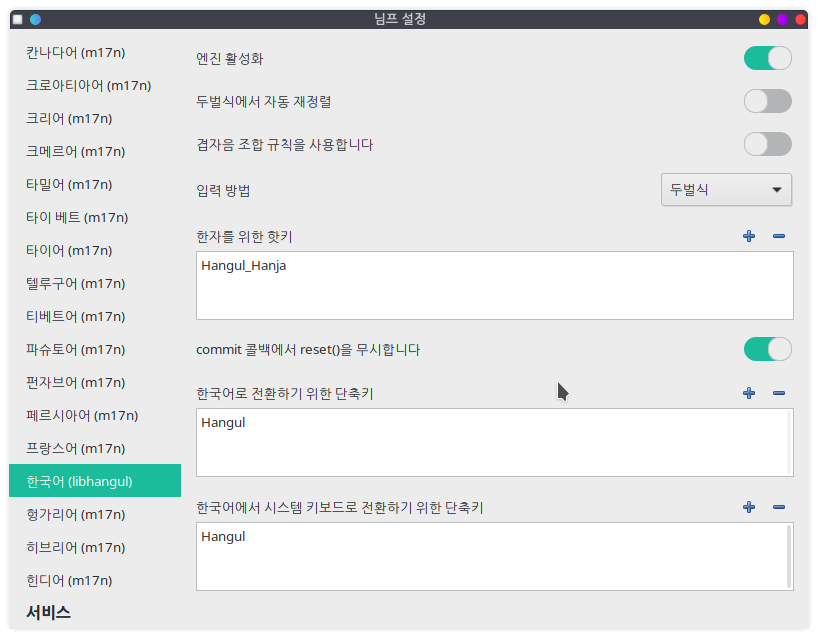 님프 설정
칸나다어 (m17n)
크로아티아어 (m17n)
크리어 (m17n)
크메르어 (m17n)
타밀어 (m17n)
타이 베트 (m17n)
타이어 (m17n)
텔루구어 (m17n)
티베트어 (m17n)
파슈토어 (m17n)
펀자브어 (m17n)
페르시아어 (m17n)
프랑스어 (m17n)
한국어 (libhangul)
헝가리어 (m17n)
히브리어 (m17n)
힌디어 (m17n)
서비스
엔진 활성화
두벌식에서 자동 재정렬
겹자음 조합 규칙을 사용합니다
입력 방법
두벌식
한자를 위한 핫키
Hangul_Hanja
commit 콜백에서 reset()을 무시합니다
한국어로 전환하기 위한 단축키
Hangul
한국어에서 시스템 키보드로 전환하기 위한 단축키
Hangul